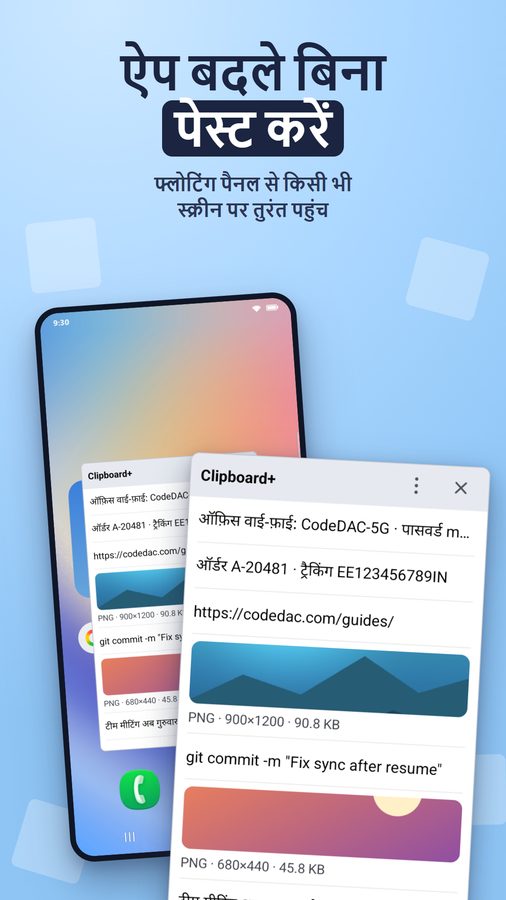 ऐप बदले बिना
पेस्ट करें
फ्लोटिंग पैनल से किसी भी
स्क्रीन पर तुरंत पहुंच
9:30
Clipboard+
ऑफ़िस वाई-फ़ाई: CodeDAC
ऑर्डर A-20481 · ट्रैकिंग EE1
https://codedac.com/g
PNG · 900×1200 · 90.8 K
git commit -m "Fix sy
PNG · 680×440 · 45.8
टीम मीटिंग अब गुरुवार
Clipboard+
ऑफ़िस वाई-फ़ाई: CodeDAC-5G · पासवर्ड m…
ऑर्डर A-20481 · ट्रैकिंग EE123456789IN
https://codedac.com/guides/
PNG · 900×1200 · 90.8 KB
git commit -m "Fix sync after resume"
PNG · 680×440 · 45.8 KB